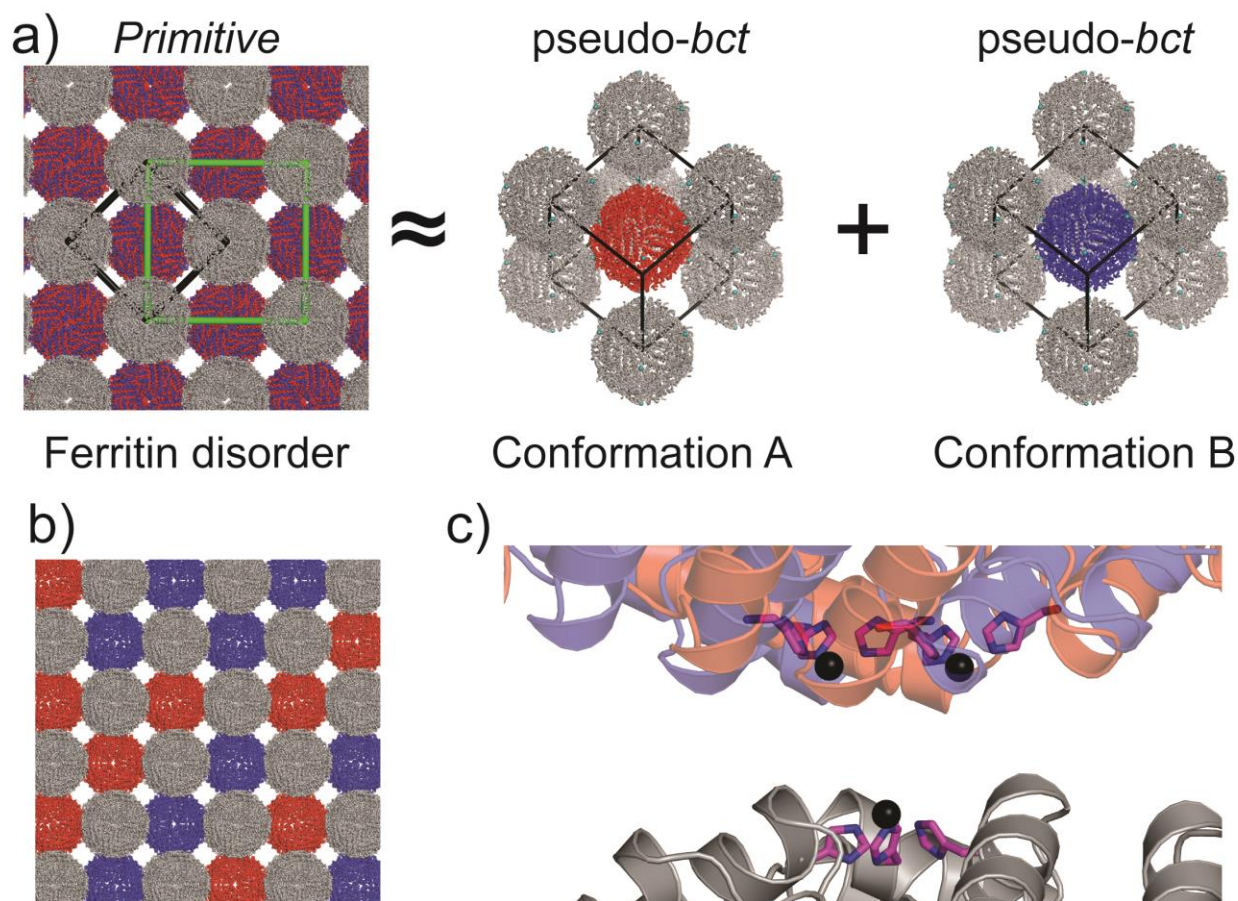 a) Primitive pseudo-bct pseudo-bct
≈ +
Ferritin disorder Conformation A Conformation B
b) c)